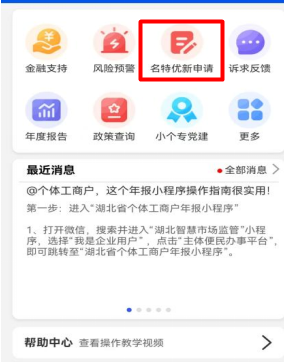 金融支持 风险预警 名特优新申请 诉求反馈
年度报告 政策查询 小个专党建 更多
最近消息 全部消息 >
@个体工商户，这个年报小程序操作指南很实用！
第一步：进入“湖北省个体工商户年报小程序”
1、打开微信，搜索并进入“湖北智慧市场监管”小程
序，选择“我是企业用户”，点击“主体便民办事平台”，
即可跳转至“湖北省个体工商户年报小程序”。
帮助中心 查看操作教学视频 >